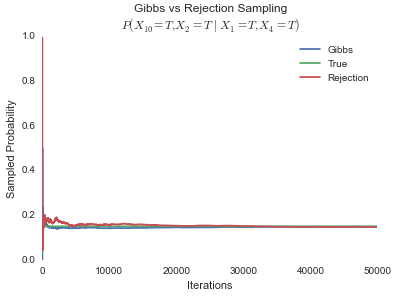 Gibbs vs Rejection Sampling
P(X₁₀ = T,X₂ = T | X₁ = T,X₄ = T)
Gibbs
True
Rejection
Sampled Probability
1.0
0.8
0.6
0.4
0.2
0.0
0 10000 20000 30000 40000 50000
Iterations